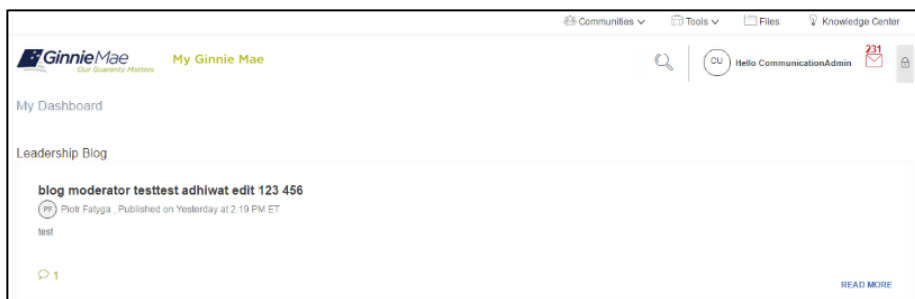 Communities Tools Files Knowledge Center
GinnieMae My Ginnie Mae
Our Guaranty Matters
CU Hello CommunicationAdmin 231
My Dashboard
Leadership Blog
blog moderator testtest adhiwat edit 123 456
PF Piotr Fatyga , Published on Yesterday at 2:19 PM ET
test
1
READ MORE